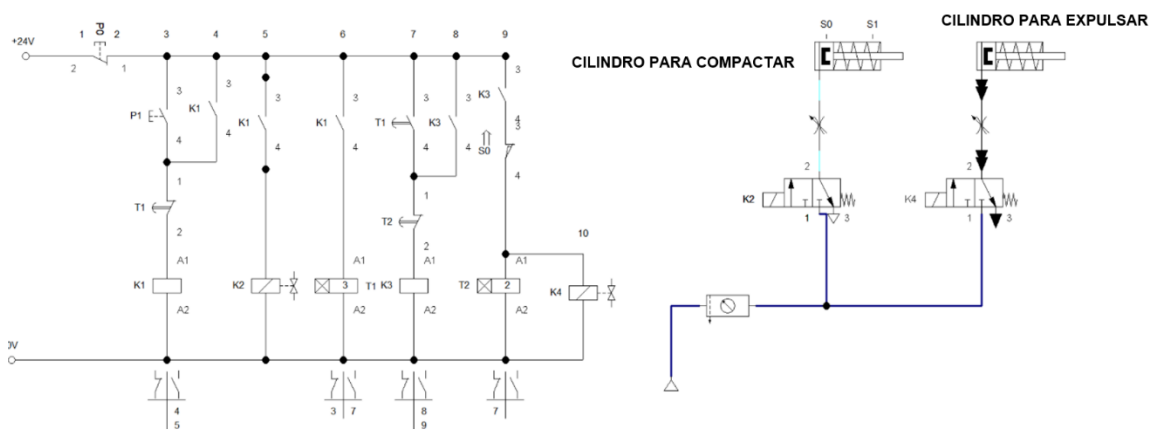 CILINDRO PARA EXPULSAR
S0 S1
CILINDRO PARA COMPACTAR
P0
1 2 3 4 5 6 7 8 9
+24V
2 1
3 3 3 3 3 3 3
P1 K1 K1 K1 T1 K3 K3
4 4 4 4 4 4 4
3
S0
4
1 1
T1 T2
2 2
10
A1 A1 A1 A1
K1 K2 3 T1 K3 T2 2 K4
A2 A2 A2 A2
0V
4 3 7 8 7
5 9
2 2
K2 K4
1 3 1 3